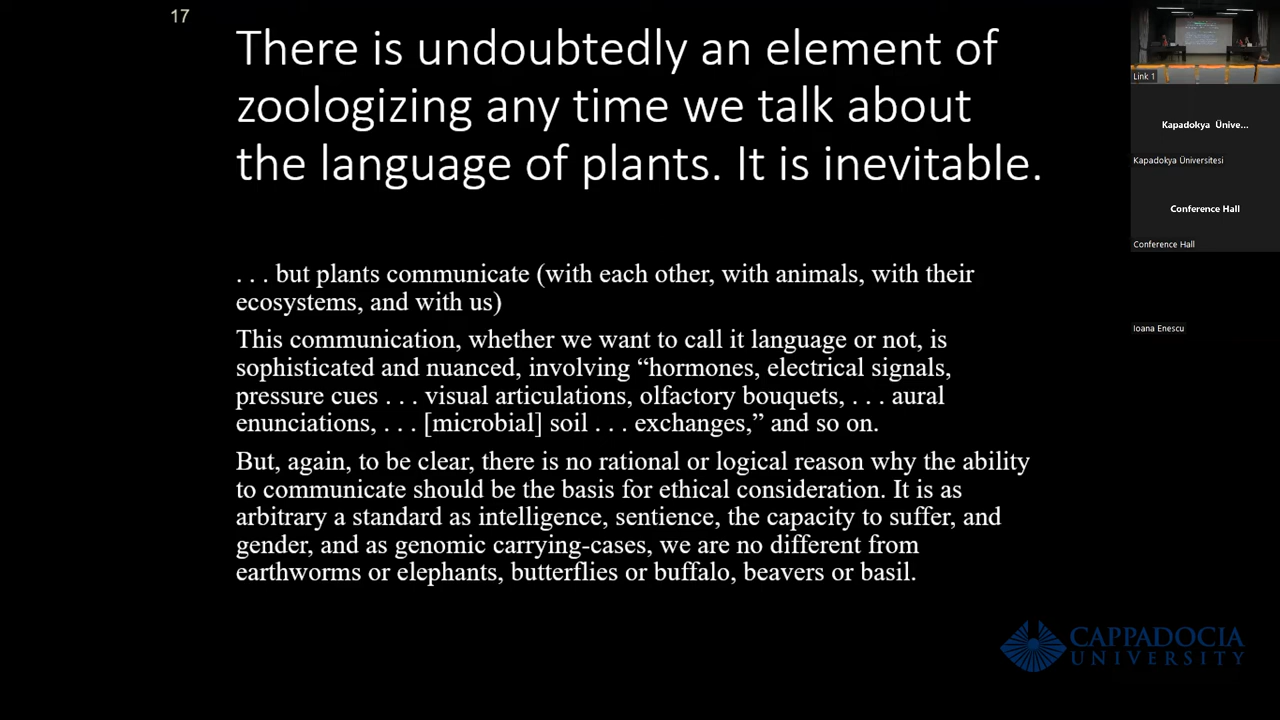 17
There is undoubtedly an element of
zoologizing any time we talk about
the language of plants. It is inevitable.
. . . but plants communicate (with each other, with animals, with their
ecosystems, and with us)
This communication, whether we want to call it language or not, is
sophisticated and nuanced, involving “hormones, electrical signals,
pressure cues . . . visual articulations, olfactory bouquets, . . . aural
enunciations, . . . [microbial] soil . . . exchanges,” and so on.
But, again, to be clear, there is no rational or logical reason why the ability
to communicate should be the basis for ethical consideration. It is as
arbitrary a standard as intelligence, sentience, the capacity to suffer, and
gender, and as genomic carrying-cases, we are no different from
earthworms or elephants, butterflies or buffalo, beavers or basil.
CAPPADOCIA
UNIVERSITY
Link 1
Kapadokya Ünive...
Kapadokya Üniversitesi
Conference Hall
Conference Hall
Ioana Enescu